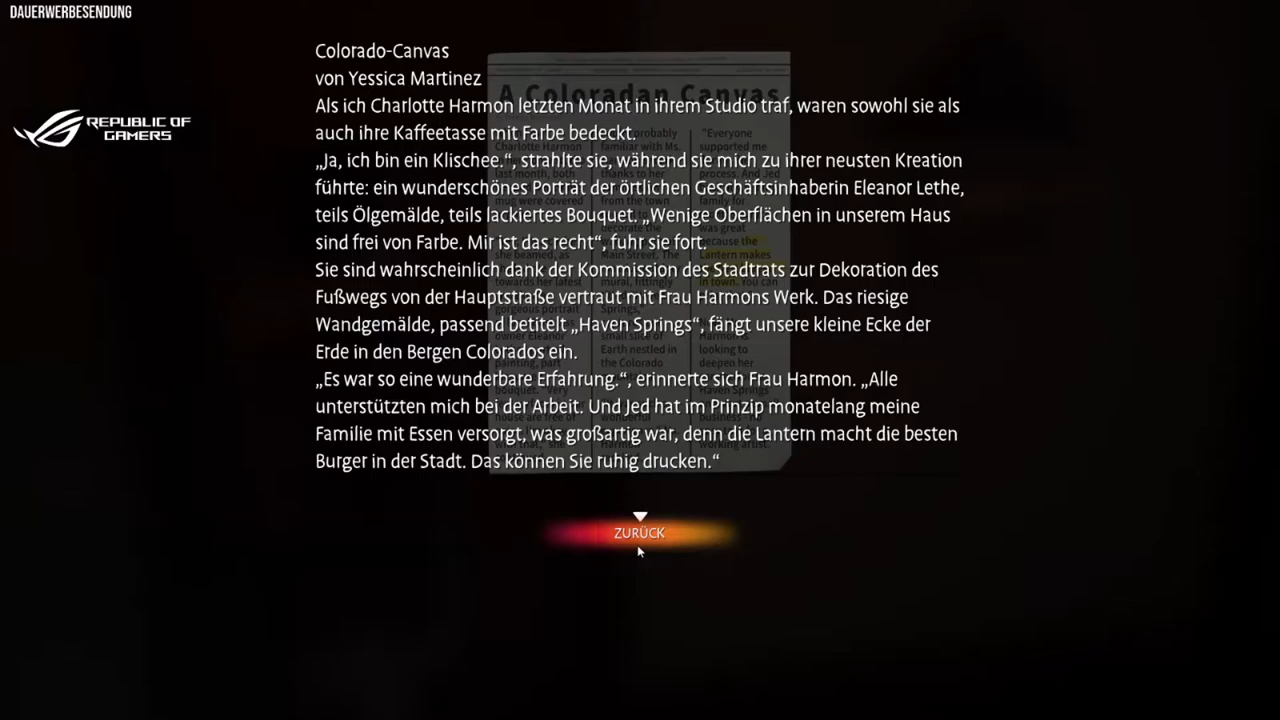 DAUERWERBESENDUNG
REPUBLIC OF
GAMERS
Colorado-Canvas
von Yessica Martinez
Als ich Charlotte Harmon letzten Monat in ihrem Studio traf, waren sowohl sie als
auch ihre Kaffeetasse mit Farbe bedeckt.
„Ja, ich bin ein Klischee.“, strahlte sie, während sie mich zu ihrer neusten Kreation
führte: ein wunderschönes Porträt der örtlichen Geschäftsinhaberin Eleanor Lethe,
teils Ölgemälde, teils lackiertes Bouquet. „Wenige Oberflächen in unserem Haus
sind frei von Farbe. Mir ist das recht“, fuhr sie fort.
Sie sind wahrscheinlich dank der Kommission des Stadtrats zur Dekoration des
Fußwegs von der Hauptstraße vertraut mit Frau Harmons Werk. Das riesige
Wandgemälde, passend betitelt „Haven Springs“, fängt unsere kleine Ecke der
Erde in den Bergen Colorados ein.
„Es war so eine wunderbare Erfahrung.“, erinnerte sich Frau Harmon. „Alle
unterstützten mich bei der Arbeit. Und Jed hat im Prinzip monatelang meine
Familie mit Essen versorgt, was großartig war, denn die Lantern macht die besten
Burger in der Stadt. Das können Sie ruhig drucken.“
A Coloradan Canvas
ZURÜCK